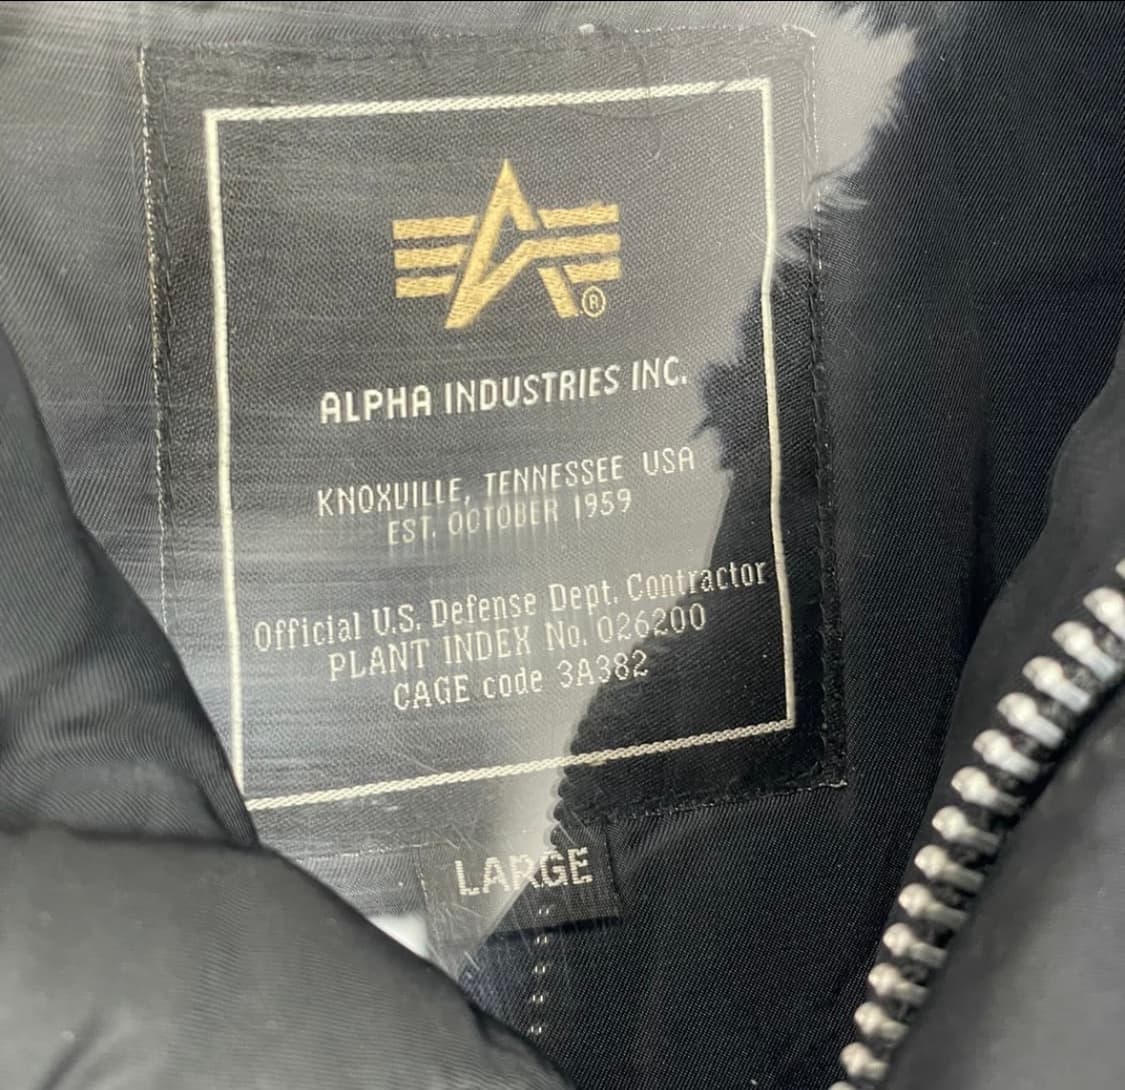 ®
ALPHA INDUSTRIES INC.
KNOXVILLE, TENNESSEE USA
EST. OCTOBER 1959
Official U.S. Defense Dept. Contractor
PLANT INDEX No. 026200
CAGE code 3A382
LARGE